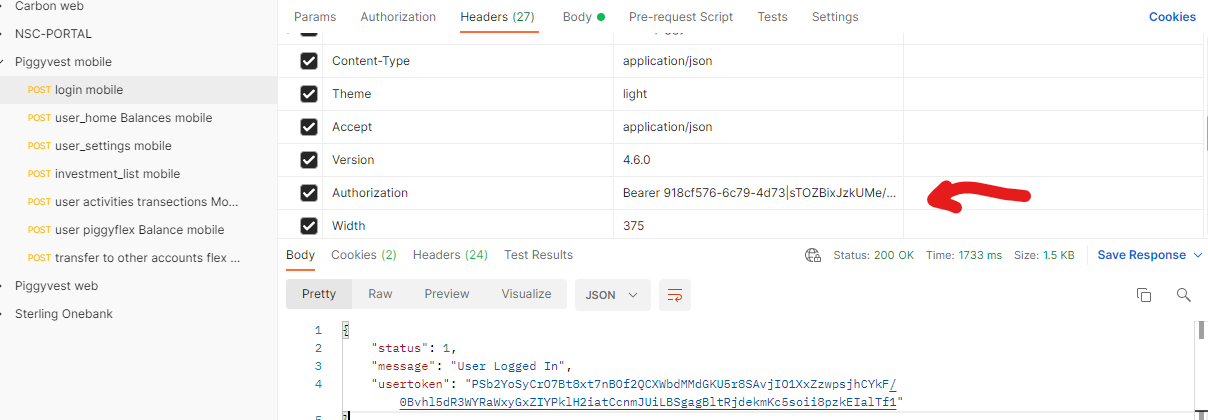 Carbon web
NSC-PORTAL
Piggyvest mobile
POST login mobile
POST user_home Balances mobile
POST user_settings mobile
POST investment_list mobile
POST user activities transections Mo...
POST user piggyflex Balance mobile
POST transfer to other accounts flex ...
Piggyvest web
Sterling Onebank
Params Authorization Headers (27) Body Pre-request Script Tests Settings Cookies
Content-Type application/json
Theme light
Accept application/json
Version 4.6.0
Authorization Bearer 918cf576-6c79-4d73|sTOZBixJzkUMe/...
Width 375
Body Cookies (2) Headers (24) Test Results Status: 200 OK Time: 1733 ms Size: 1.5 KB Save Response
Pretty Raw Preview Visualize JSON
1 {
2 "status": 1,
3 "message": "User Logged In",
4 "usertoken": "PSb2YoSyCrO7Bt8xt7nBOf2QCXWbdMMdGKU5r8SAvjIO1XxZzwpsjhCYkF/
0Bvhl5dR3WYRaWxyGxZIYPklH2iatCcnmJUiLBSgagBltRjdekmKc5soii8pzkEIalTf1"